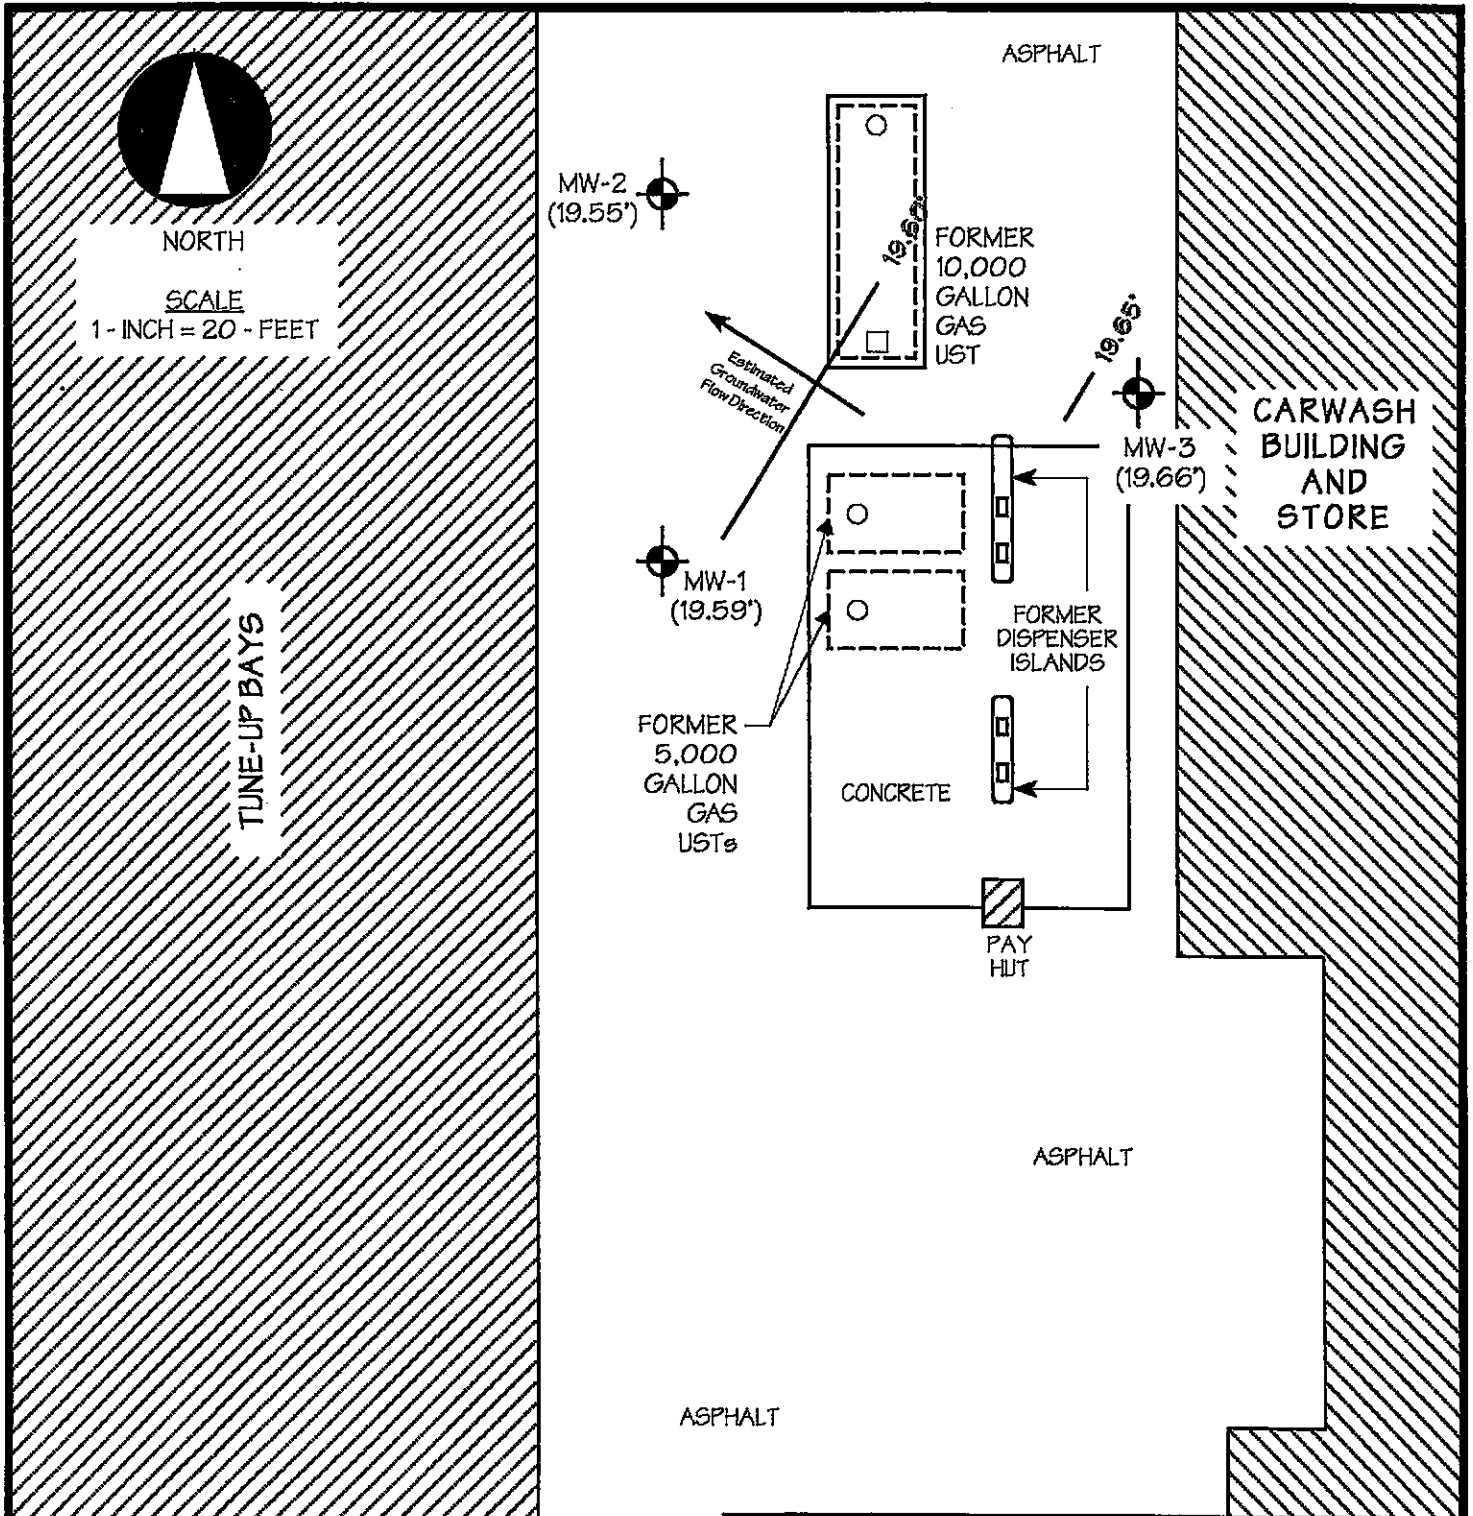 ASPHALT
MW-2
(19.55')
NORTH
SCALE
1 - INCH = 20 - FEET
FORMER
10,000
GALLON
GAS
UST
19.65'
Estimated
Groundwater
Flow Direction
MW-3
(19.66')
CARWASH
BUILDING
AND
STORE
MW-1
(19.59')
FORMER
DISPENSER
ISLANDS
TUNE-UP BAYS
FORMER
5,000
GALLON
GAS
USTs
CONCRETE
PAY
HUT
ASPHALT
ASPHALT